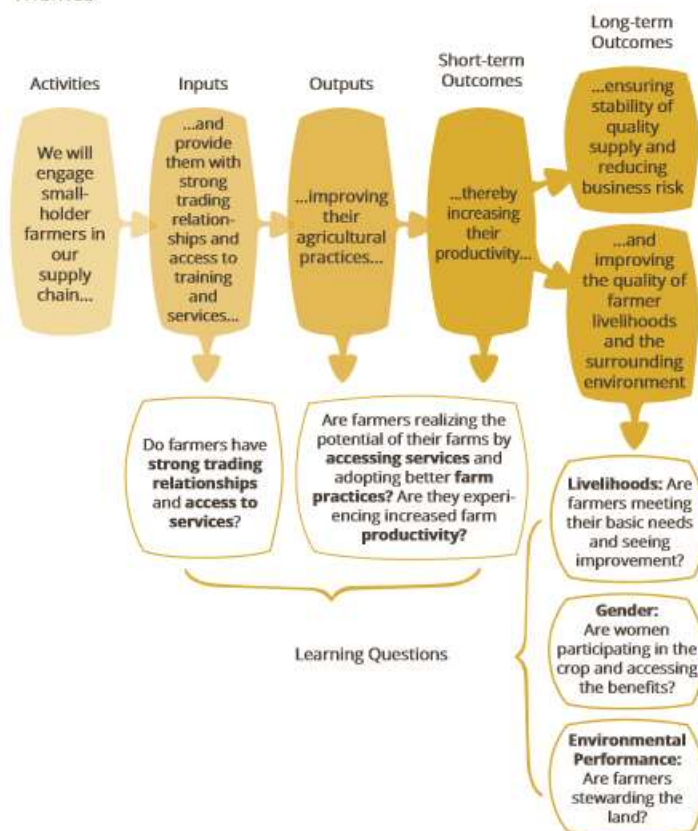 Long-term
Outcomes
Short-term
Outcomes
Activities
Inputs
Outputs
We will
engage
small-
holder
farmers in
our
supply
chain...
...and
provide
them with
strong
trading
relation-
ships and
access to
training
and
services...
...improving
their
agricultural
practices...
...thereby
increasing
their
productivity...
...ensuring
stability of
quality
supply and
reducing
business risk
...and
improving
the quality of
farmer
livelihoods
and the
surrounding
environment
Do farmers have
strong trading
relationships
and access to
services?
Are farmers realizing the
potential of their farms by
accessing services and
adopting better farm
practices? Are they experi-
encing increased farm
productivity?
Livelihoods: Are
farmers meeting
their basic needs
and seeing
improvement?
Gender:
Are women
participating in the
crop and accessing
the benefits?
Environmental
Performance:
Are farmers
stewarding the
land?
Learning Questions